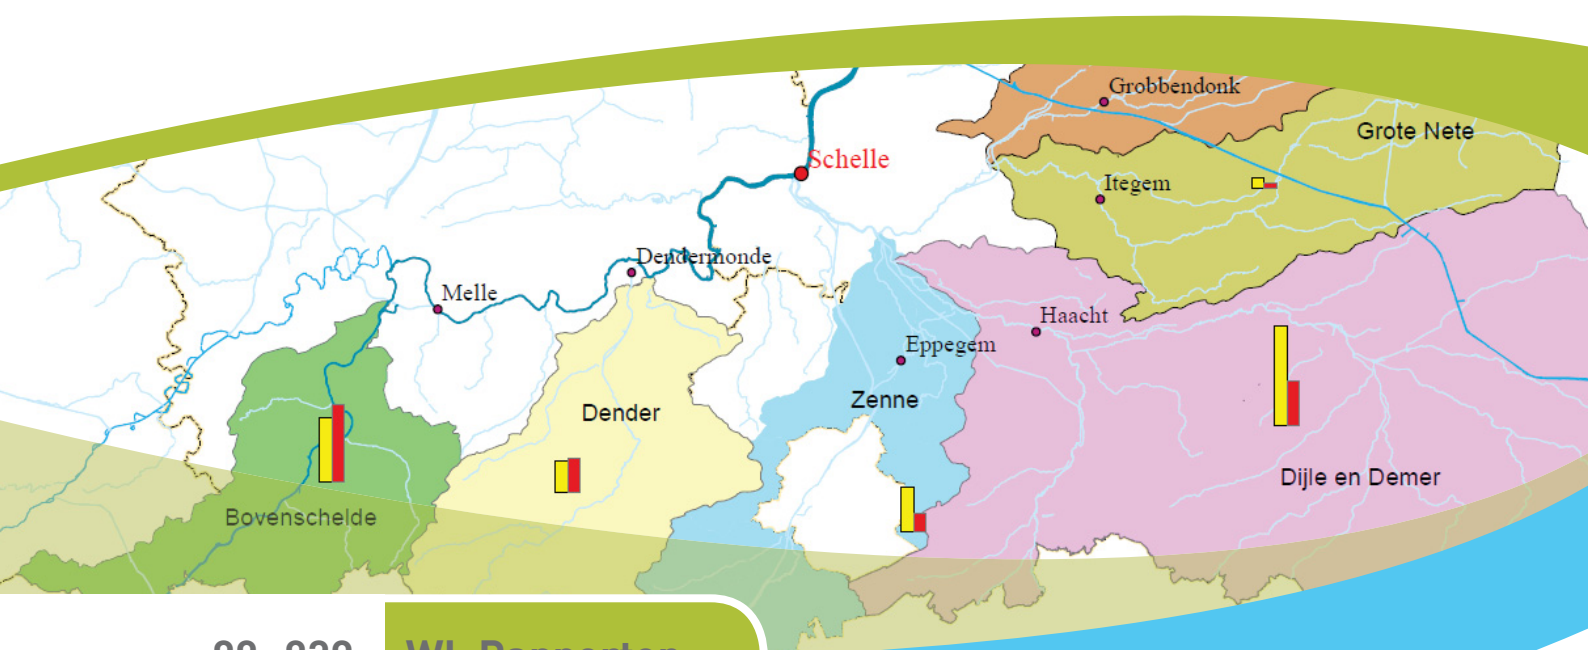 Grobbendonk
Grote Nete
Schelle
Itegem
Dendermonde
Melle
Haacht
Eppegem
Zenne
Dender
Dijle en Demer
Bovenschelde